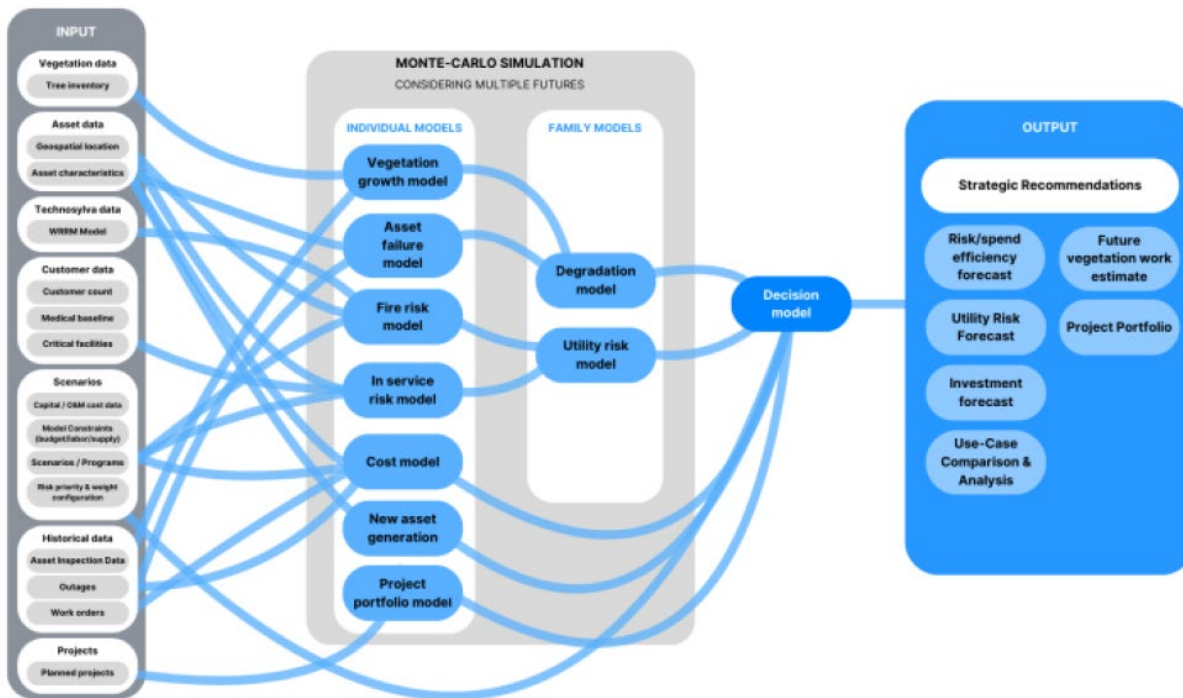 INPUT
Vegetation data
Tree inventory
Asset data
Geospatial location
Asset characteristics
Technosylva data
WRRM Model
Customer data
Customer count
Medical baseline
Critical facilities
Scenarios
Capital / O&M cost data
Model Constraints
(budget/labor/supply)
Scenarios / Programs
Risk priority & weight
configuration
Historical data
Asset Inspection Data
Outages
Work orders
Projects
Planned projects
MONTE-CARLO SIMULATION
CONSIDERING MULTIPLE FUTURES
INDIVIDUAL MODELS
Vegetation
growth model
Asset
failure
model
Fire risk
model
In service
risk model
Cost model
New asset
generation
Project
portfolio model
FAMILY MODELS
Degradation
model
Utility risk
model
Decision
model
OUTPUT
Strategic Recommendations
Risk/spend
efficiency
forecast
Future
vegetation work
estimate
Utility Risk
Forecast
Project Portfolio
Investment
forecast
Use-Case
Comparison &
Analysis